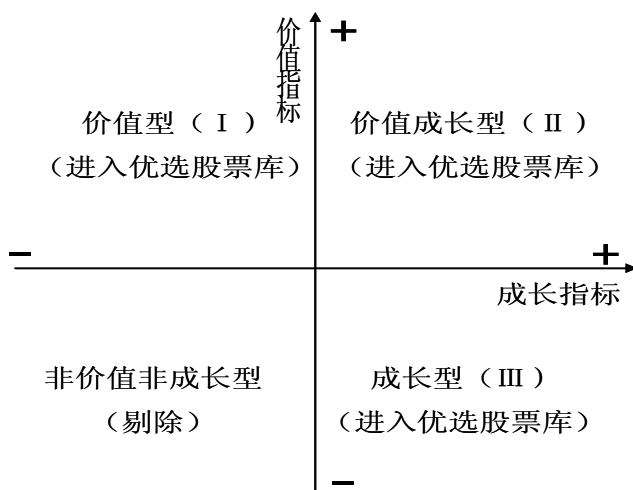 价值指标
+
价值型（Ⅰ）
（进入优选股票库）
价值成长型（Ⅱ）
（进入优选股票库）
−
+
成长指标
非价值非成长型
（剔除）
成长型（Ⅲ）
（进入优选股票库）
−